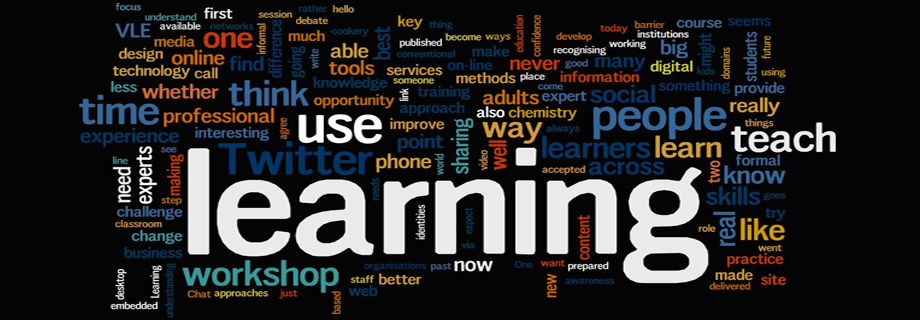 focus
understand
first
session
rather
hello
debate
key
thing
today
barrier
course
seems
VLE
available
networks
informal
difference
much
cookery
best
published
become
ways
education
confidence
develop
institutions
media
one
going
write
able
conventional
make
recognising
working
big
might
domains
students
future
design
online
find
tools
services
on-line
never
good
many
digital
kids
technology
call
knowledge
someone
methods
place
information
using
less
whether
think
link
training
come
something
provide
time
professional
opportunity
approach
adults
expert
social
people
really
things
experience
interesting
agree
use
improve
also
chemistry
way
always
teach
point
sharing
well
learners
learn
line
see
making
Twitter
phone
world
video
accepted
across
two
formal
know
need
experts
step
learning
needs
skills
goes
challenge
classroom
identities
expect
content
role
real
try
like
change
business
via
went
practice
desktop
Learning
understanding
workshop
organisations
past
now
One
want
prepared
made
site
embedded
Chat
approaches
just
based
staff
better
web
new
awareness
delivered